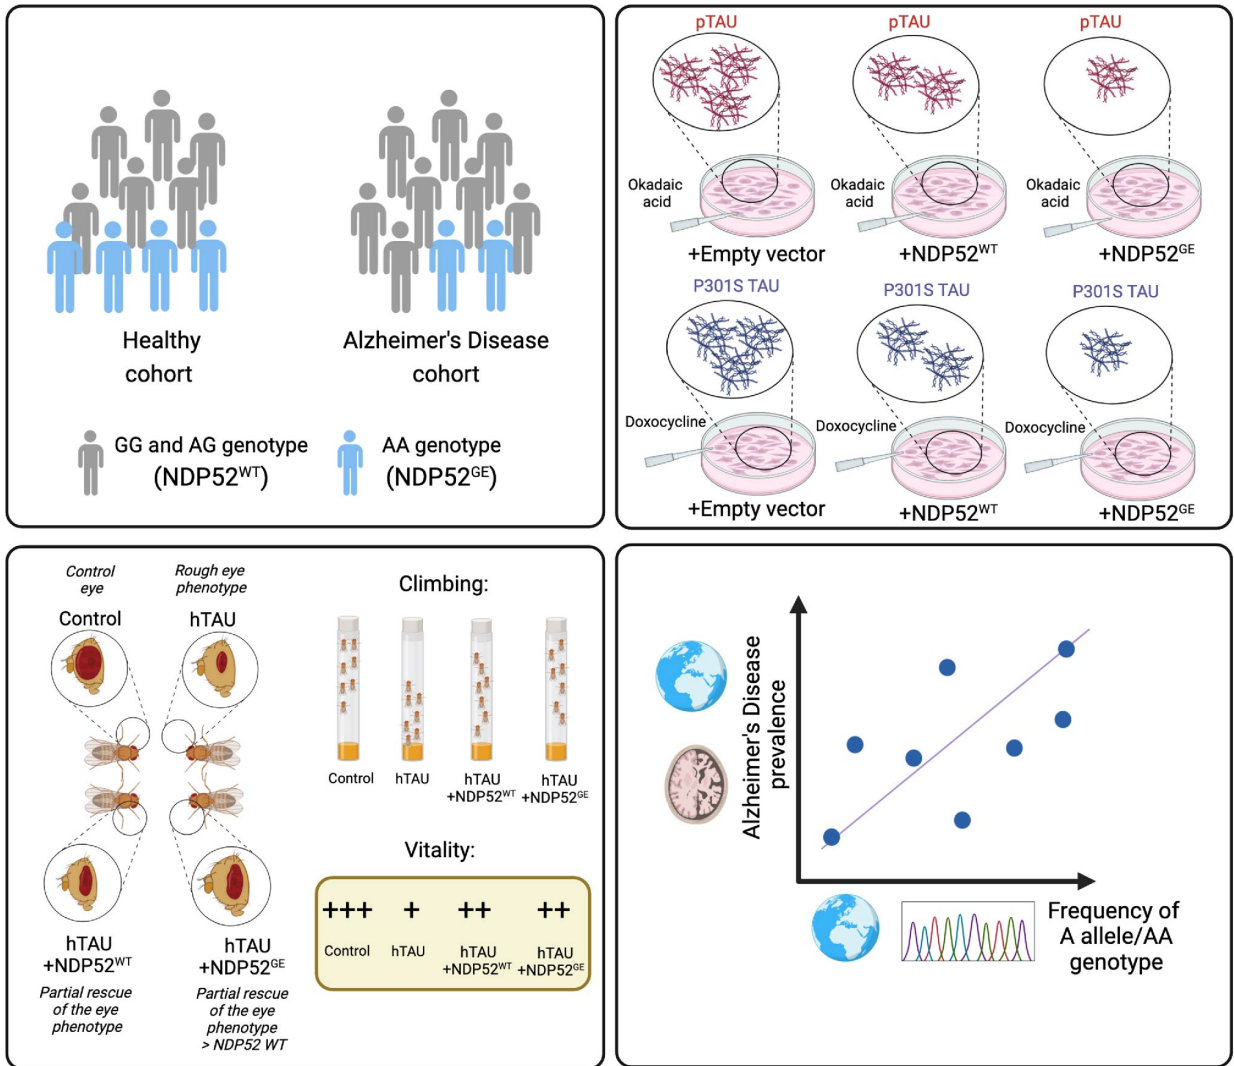 Healthy
cohort
Alzheimer's Disease
cohort
GG and AG genotype
(NDP52WT)
AA genotype
(NDP52GE)
pTAU
pTAU
pTAU
Okadaic
acid
Okadaic
acid
Okadaic
acid
+Empty vector
+NDP52WT
+NDP52GE
P301S TAU
P301S TAU
P301S TAU
Doxocycline
Doxocycline
Doxocycline
+Empty vector
+NDP52WT
+NDP52GE
Control
eye
Rough eye
phenotype
Control
hTAU
hTAU
+NDP52WT
hTAU
+NDP52GE
Partial rescue
of the eye
phenotype
Partial rescue
of the eye
phenotype
> NDP52 WT
Climbing:
Control
hTAU
hTAU
+NDP52WT
hTAU
+NDP52GE
Vitality:
+++
+
++
++
Control
hTAU
hTAU
+NDP52WT
hTAU
+NDP52GE
Alzheimer's Disease
prevalence
Frequency of
A allele/AA
genotype